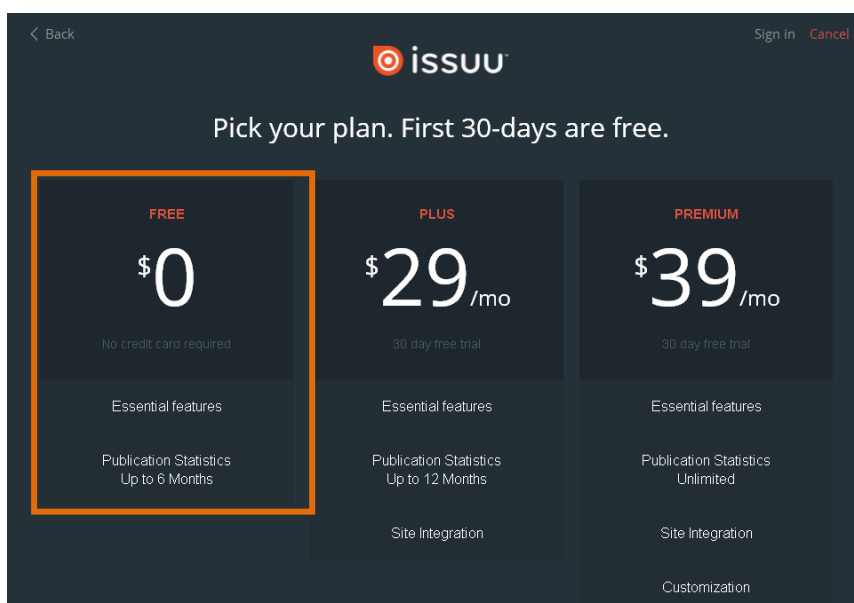 Back
Sign in Cancel
issuu™
Pick your plan. First 30-days are free.
FREE
$0
No credit card required
Essential features
Publication Statistics
Up to 6 Months
PLUS
$29/mo
30 day free trial
Essential features
Publication Statistics
Up to 12 Months
Site Integration
PREMIUM
$39/mo
30 day free trial
Essential features
Publication Statistics
Unlimited
Site Integration
Customization